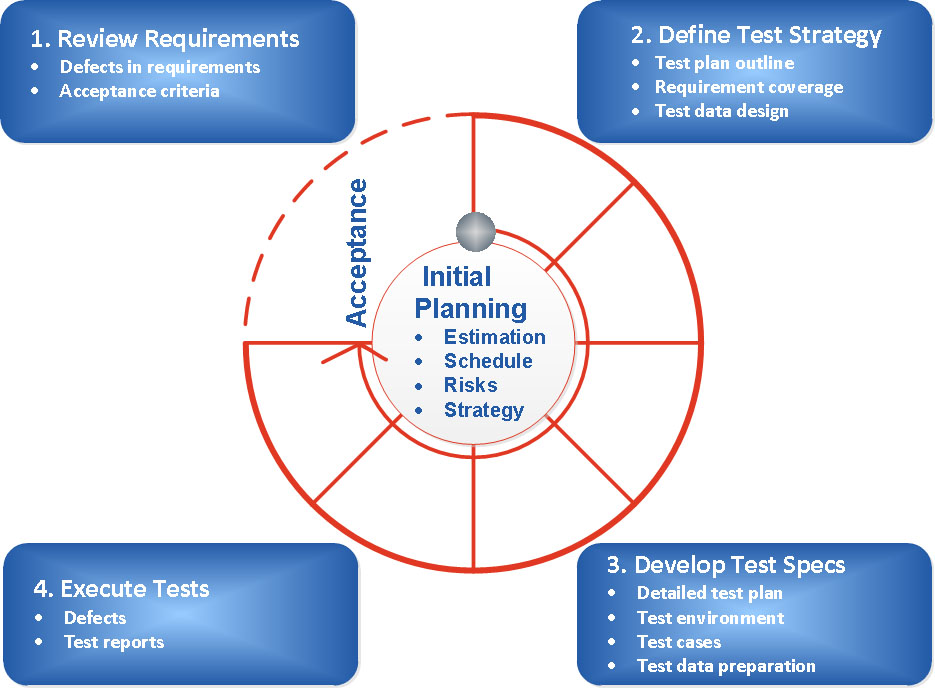 1. Review Requirements
• Defects in requirements
• Acceptance criteria
2. Define Test Strategy
• Test plan outline
• Requirement coverage
• Test data design
Acceptance
Initial
Planning
• Estimation
• Schedule
• Risks
• Strategy
4. Execute Tests
• Defects
• Test reports
3. Develop Test Specs
• Detailed test plan
• Test environment
• Test cases
• Test data preparation